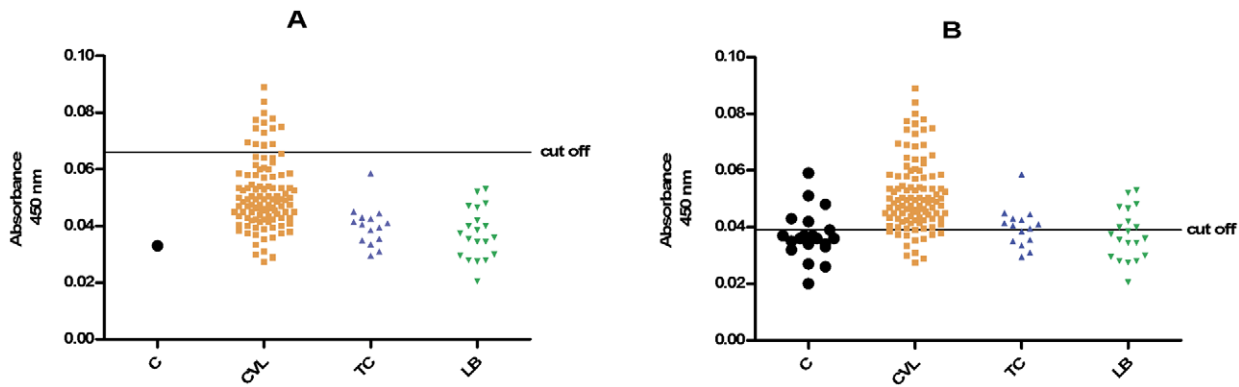 A
Absorbance
450 nm
0.10
0.08
0.06
0.04
0.02
0.00
cut off
C
CVL
TC
LB
B
Absorbance
450 nm
0.10
0.08
0.06
0.04
0.02
0.00
cut off
C
CVL
TC
LB